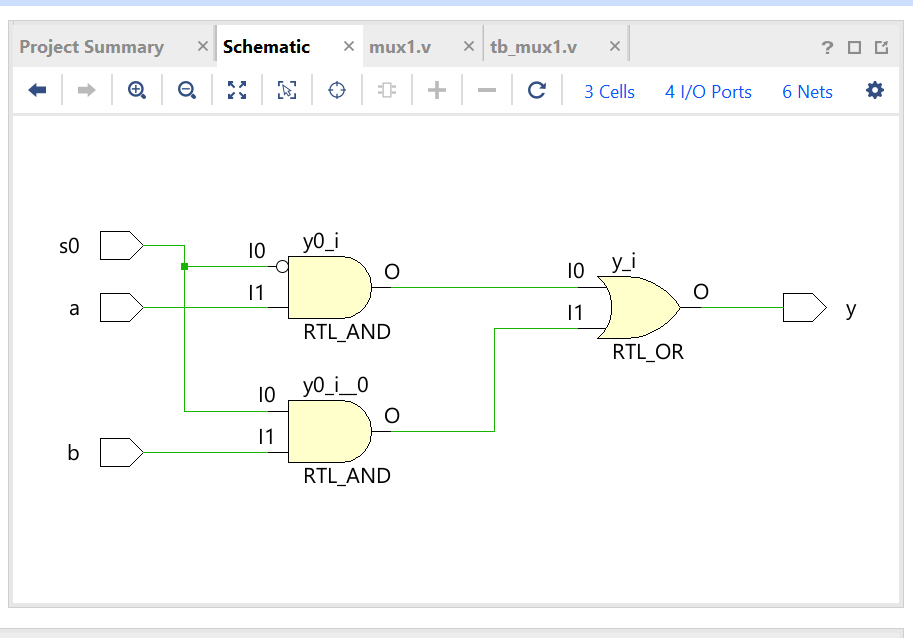 Project Summary × Schematic × mux1.v × tb_mux1.v × ?
3 Cells 4 I/O Ports 6 Nets
s0
I0
y0_i
O
a
I1
RTL_AND
I0
y_i
O
I1
RTL_OR
y
I0
y0_i__0
O
b
I1
RTL_AND